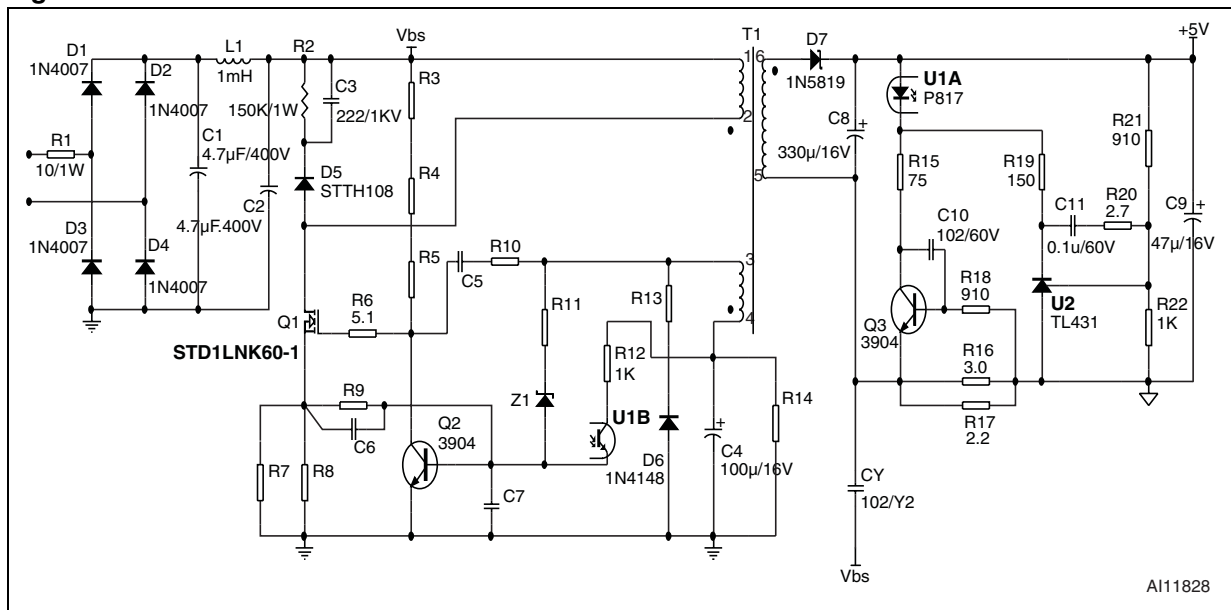 D1
1N4007
D2
1N4007
L1
1mH
R2
150K/1W
C3
222/1KV
Vbs
R3
T1
1
6
D7
1N5819
+5V
U1A
P817
R1
10/1W
C1
4.7µF/400V
C2
4.7µF.400V
D5
STTH108
R4
2
C8
+
330µ/16V
5
R15
75
R19
150
R21
910
C11
0.1u/60V
R20
2.7
C9
+
47µ/16V
D3
1N4007
D4
1N4007
R5
C5
R10
3
4
C10
102/60V
R18
910
U2
TL431
R22
1K
Q1
STD1LNK60-1
R6
5.1
R11
R13
Q3
3904
R16
3.0
R17
2.2
R12
1K
R14
R9
C6
Z1
U1B
Q2
3904
D6
1N4148
C4
+
100µ/16V
R7
R8
C7
CY
102/Y2
Vbs
AI11828